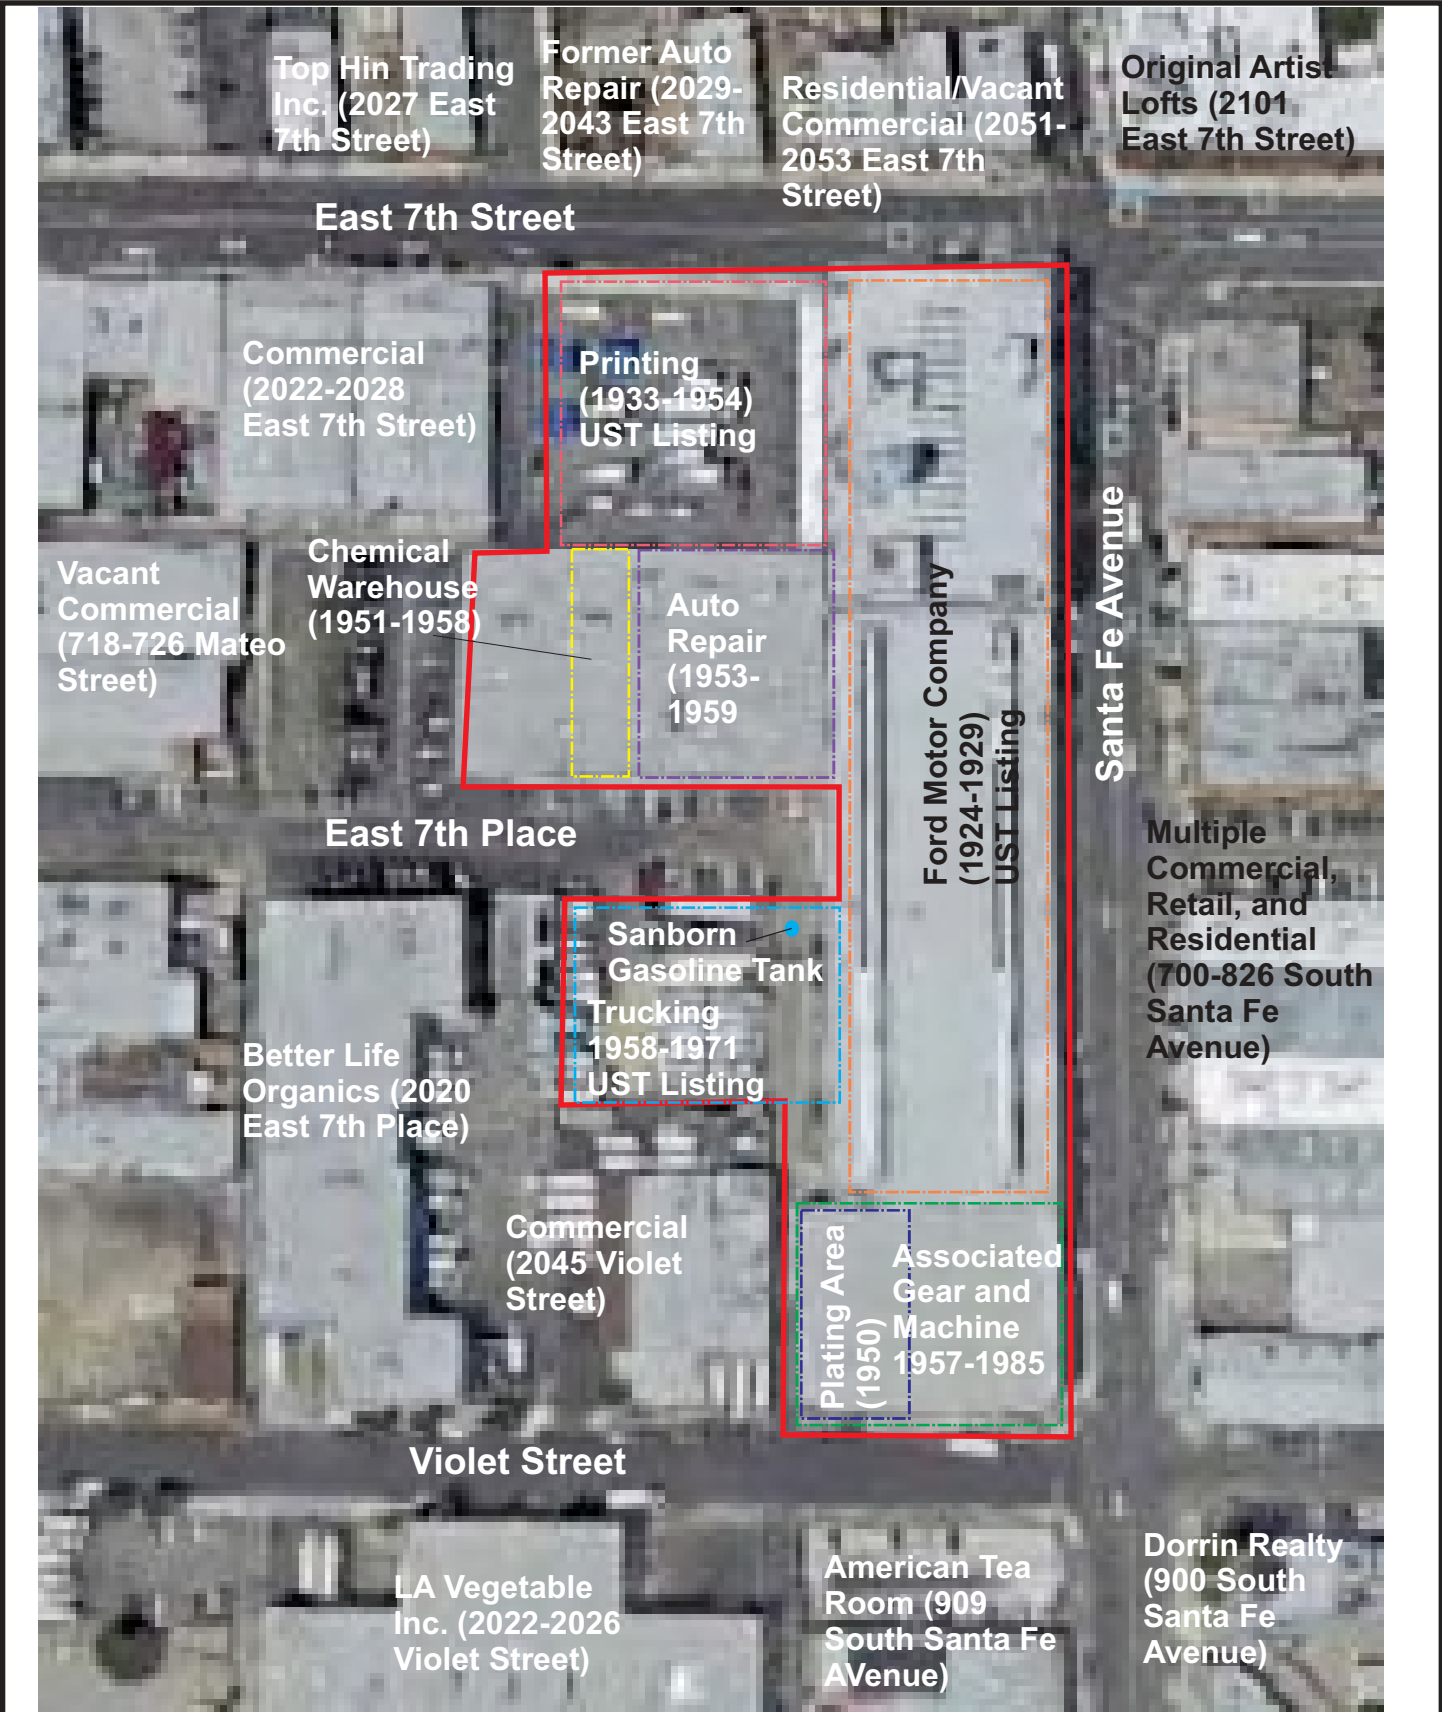 Top Hin Trading
Inc. (2027 East
7th Street)
Former Auto
Repair (2029-
2043 East 7th
Street)
Residential/Vacant
Commercial (2051-
2053 East 7th
Street)
Original Artist
Lofts (2101
East 7th Street)
East 7th Street
Commercial
(2022-2028
East 7th Street)
Printing
(1933-1954)
UST Listing
Chemical
Warehouse
(1951-1958)
Vacant
Commercial
(718-726 Mateo
Street)
Auto
Repair
(1953-
1959
Ford Motor Company
(1924-1929)
UST Listing
Santa Fe Avenue
East 7th Place
Multiple
Commercial,
Retail, and
Residential
(700-826 South
Santa Fe
Avenue)
Sanborn
Gasoline Tank
Trucking
1958-1971
UST Listing
Better Life
Organics (2020
East 7th Place)
Commercial
(2045 Violet
Street)
Plating Area
(1950)
Associated
Gear and
Machine
1957-1985
Violet Street
LA Vegetable
Inc. (2022-2026
Violet Street)
American Tea
Room (909
South Santa Fe
AVenue)
Dorrin Realty
(900 South
Santa Fe
Avenue)